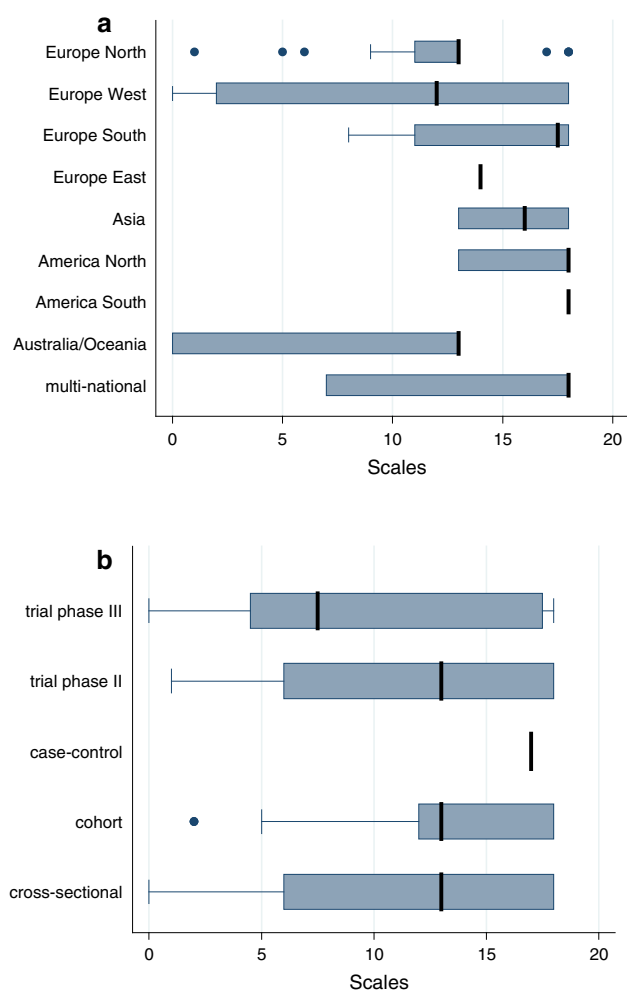 a
Europe North
Europe West
Europe South
Europe East
Asia
America North
America South
Australia/Oceania
multi-national
0 5 10 15 20
Scales
b
trial phase III
trial phase II
case-control
cohort
cross-sectional
0 5 10 15 20
Scales